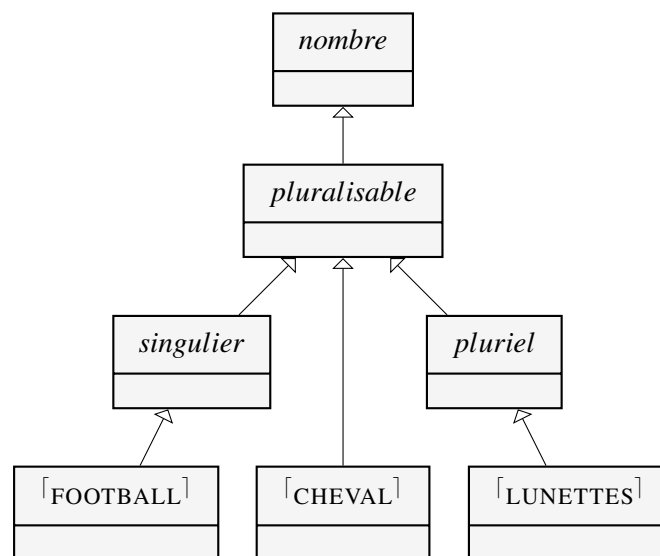 nombre
pluralisable
singulier
pluriel
⌈FOOTBALL⌉
⌈CHEVAL⌉
⌈LUNETTES⌉